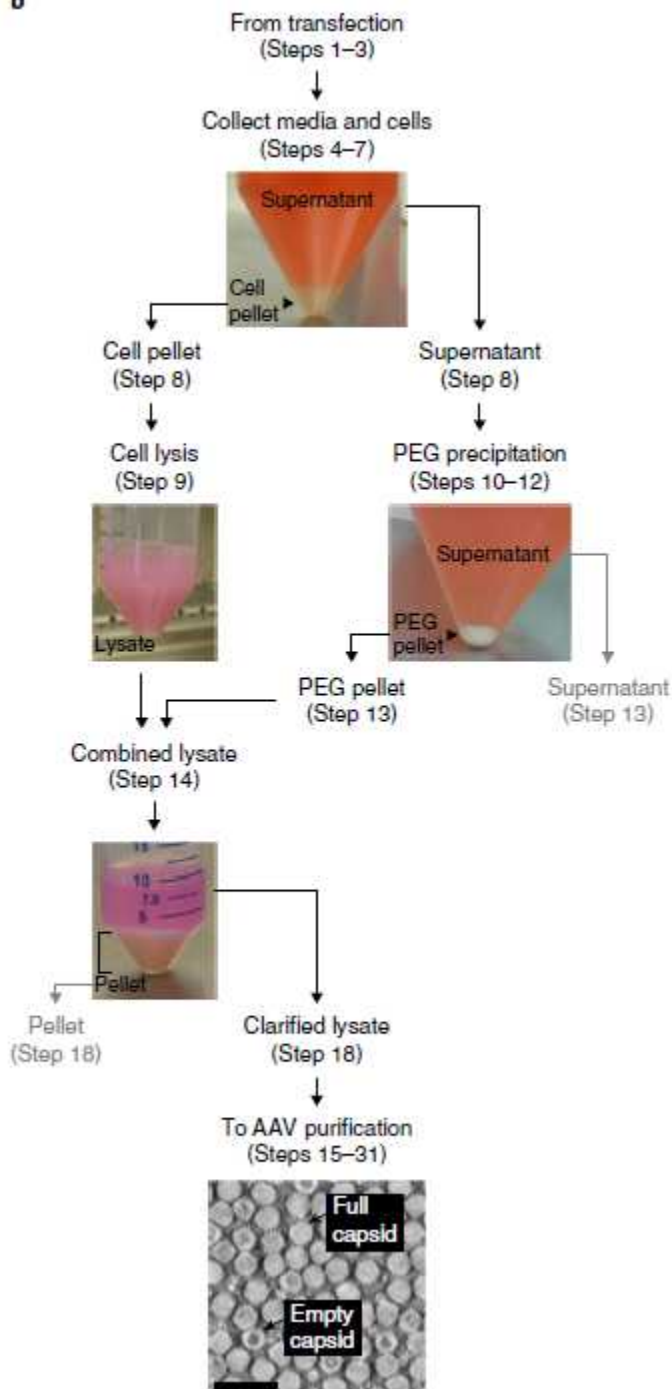 b
From transfection
(Steps 1–3)
Collect media and cells
(Steps 4–7)
Supernatant
Cell
pellet
Cell pellet
(Step 8)
Supernatant
(Step 8)
Cell lysis
(Step 9)
PEG precipitation
(Steps 10–12)
Lysate
Supernatant
PEG
pellet
PEG pellet
(Step 13)
Supernatant
(Step 13)
Combined lysate
(Step 14)
10
5
Pellet
Pellet
(Step 18)
Clarified lysate
(Step 18)
To AAV purification
(Steps 15–31)
Full
capsid
Empty
capsid